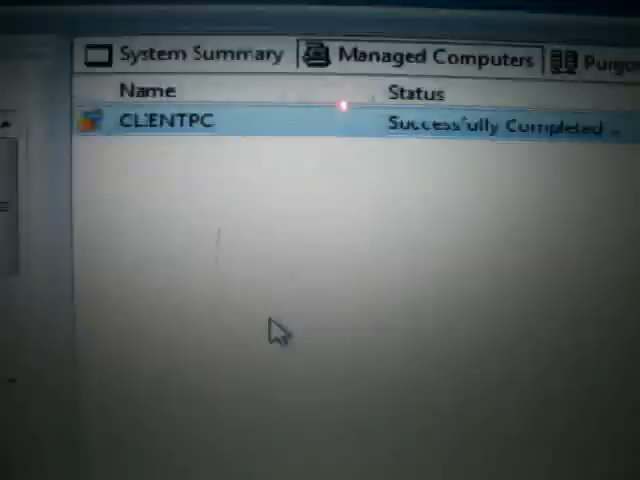 System Summary Managed Computers
Name Status
CLIENTPC Successfully Completed ...